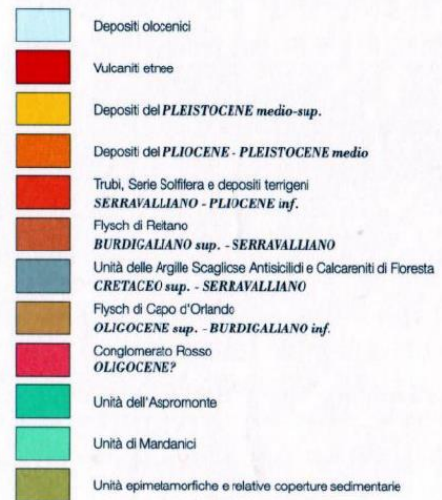 Depositi olocenici
Vulcaniti etnee
Depositi del PLEISTOCENE medio-sup.
Depositi del PLIOCENE - PLEISTOCENE medio
Trubi, Serie Solfifera e depositi terrigeni
SERRAVALLIANO - PLIOCENE inf.
Flysch di Reitano
BURDIGALIANO sup. - SERRAVALLIANO
Unità delle Argille Scagliose Antisicilidi e Calcareniti di Floresta
CRETACEO sup. - SERRAVALLIANO
Flysch di Capo d'Orlando
OLIGOCENE sup. - BURDIGALIANO inf.
Conglomerato Rosso
OLIGOCENE?
Unità dell'Aspromonte
Unità di Mandanici
Unità epimetamorfiche e relative coperture sedimentarie